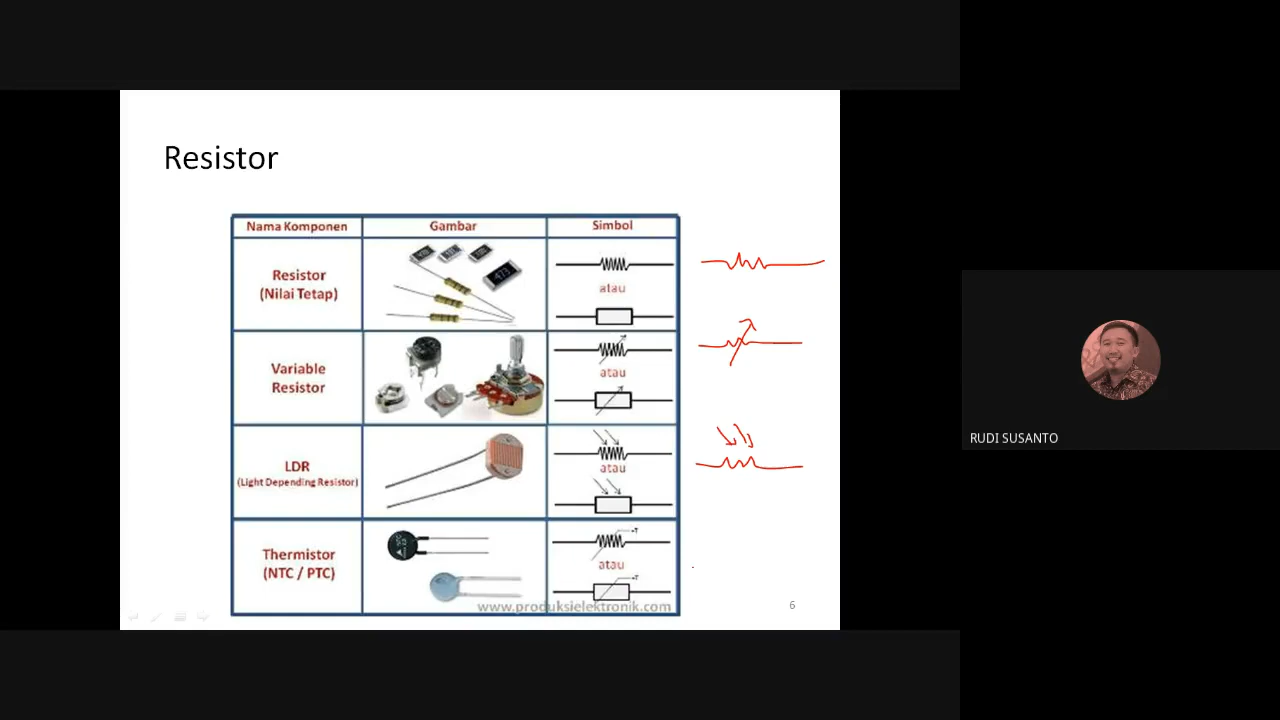 Resistor
Nama Komponen
Gambar
Simbol
Resistor
(Nilai Tetap)
473
atau
Variable
Resistor
atau
LDR
(Light Depending Resistor)
atau
Thermistor
(NTC / PTC)
atau
www.produksielektronik.com
6
RUDI SUSANTO